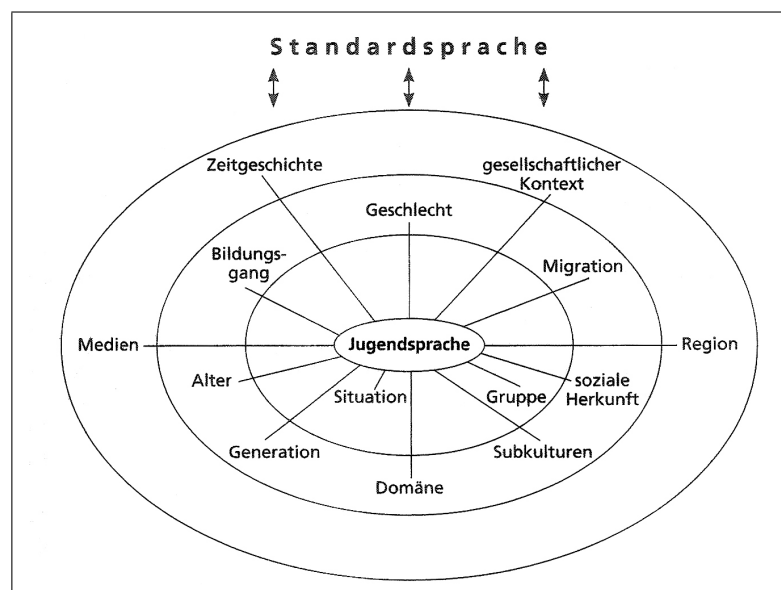 Standardsprache
Zeitgeschichte
gesellschaftlicher
Kontext
Geschlecht
Bildungs-
gang
Migration
Medien
Jugendsprache
Region
Alter
Situation
Gruppe
soziale
Herkunft
Generation
Subkulturen
Domäne